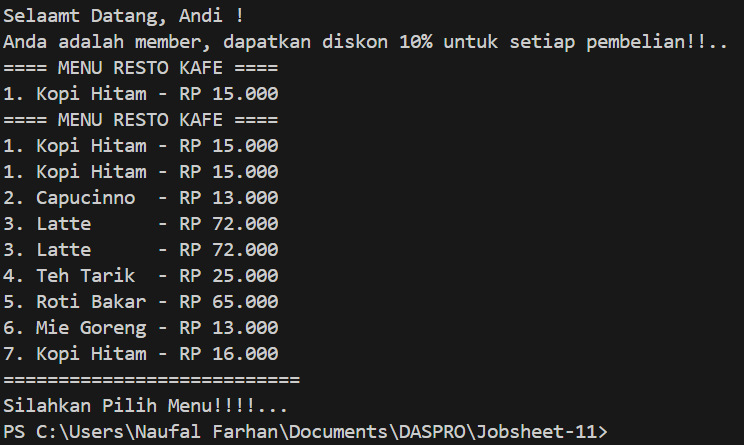 Selaamt Datang, Andi !
Anda adalah member, dapatkan diskon 10% untuk setiap pembelian!!..
==== MENU RESTO KAFE ====
1. Kopi Hitam - RP 15.000
==== MENU RESTO KAFE ====
1. Kopi Hitam - RP 15.000
1. Kopi Hitam - RP 15.000
2. Capucinno  - RP 13.000
3. Latte      - RP 72.000
3. Latte      - RP 72.000
4. Teh Tarik  - RP 25.000
5. Roti Bakar - RP 65.000
6. Mie Goreng - RP 13.000
7. Kopi Hitam - RP 16.000
===========================
Silahkan Pilih Menu!!!!...
PS C:\Users\Naufal Farhan\Documents\DASPRO\Jobsheet-11>